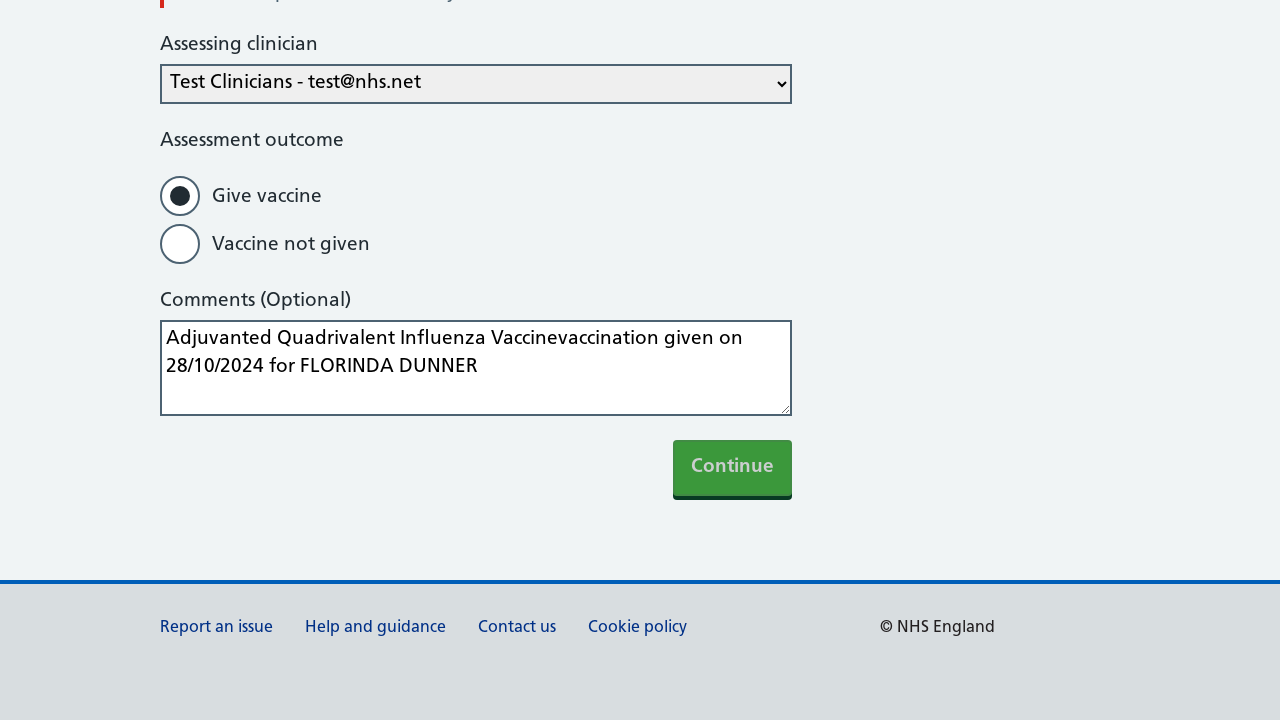 Assessing clinician
Test Clinicians - test@nhs.net
Assessment outcome
Give vaccine
Vaccine not given
Comments (Optional)
Adjuvanted Quadrivalent Influenza Vaccinevaccination given on
28/10/2024 for FLORINDA DUNNER
Continue
Report an issue Help and guidance Contact us Cookie policy © NHS England